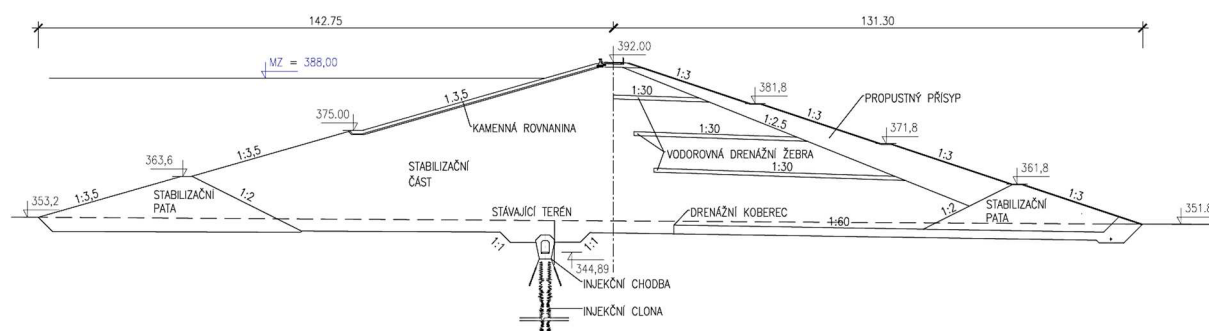 142.75
131.30
MZ = 388,00
392.00
1:3
1:30
381,8
1:3
PROPUSTNÝ PŘÍSYP
1.3,5
375.00
KAMENNÁ ROVNANINA
1:2,5
1:30
371,8
VODOROVNÁ DRENÁŽNÍ ŽEBRA
1:30
1:3
363,6
1:3,5
STABILIZAČNÍ
ČÁST
361,8
353,2
1:3,5
STABILIZAČNÍ
PATA
1:2
STÁVAJÍCÍ TERÉN
DRENÁŽNÍ KOBEREC
1:60
1:2
STABILIZAČNÍ
PATA
1:3
351.8
1:1
1:1
344,89
INJEKČNÍ CHODBA
INJEKČNÍ CLONA